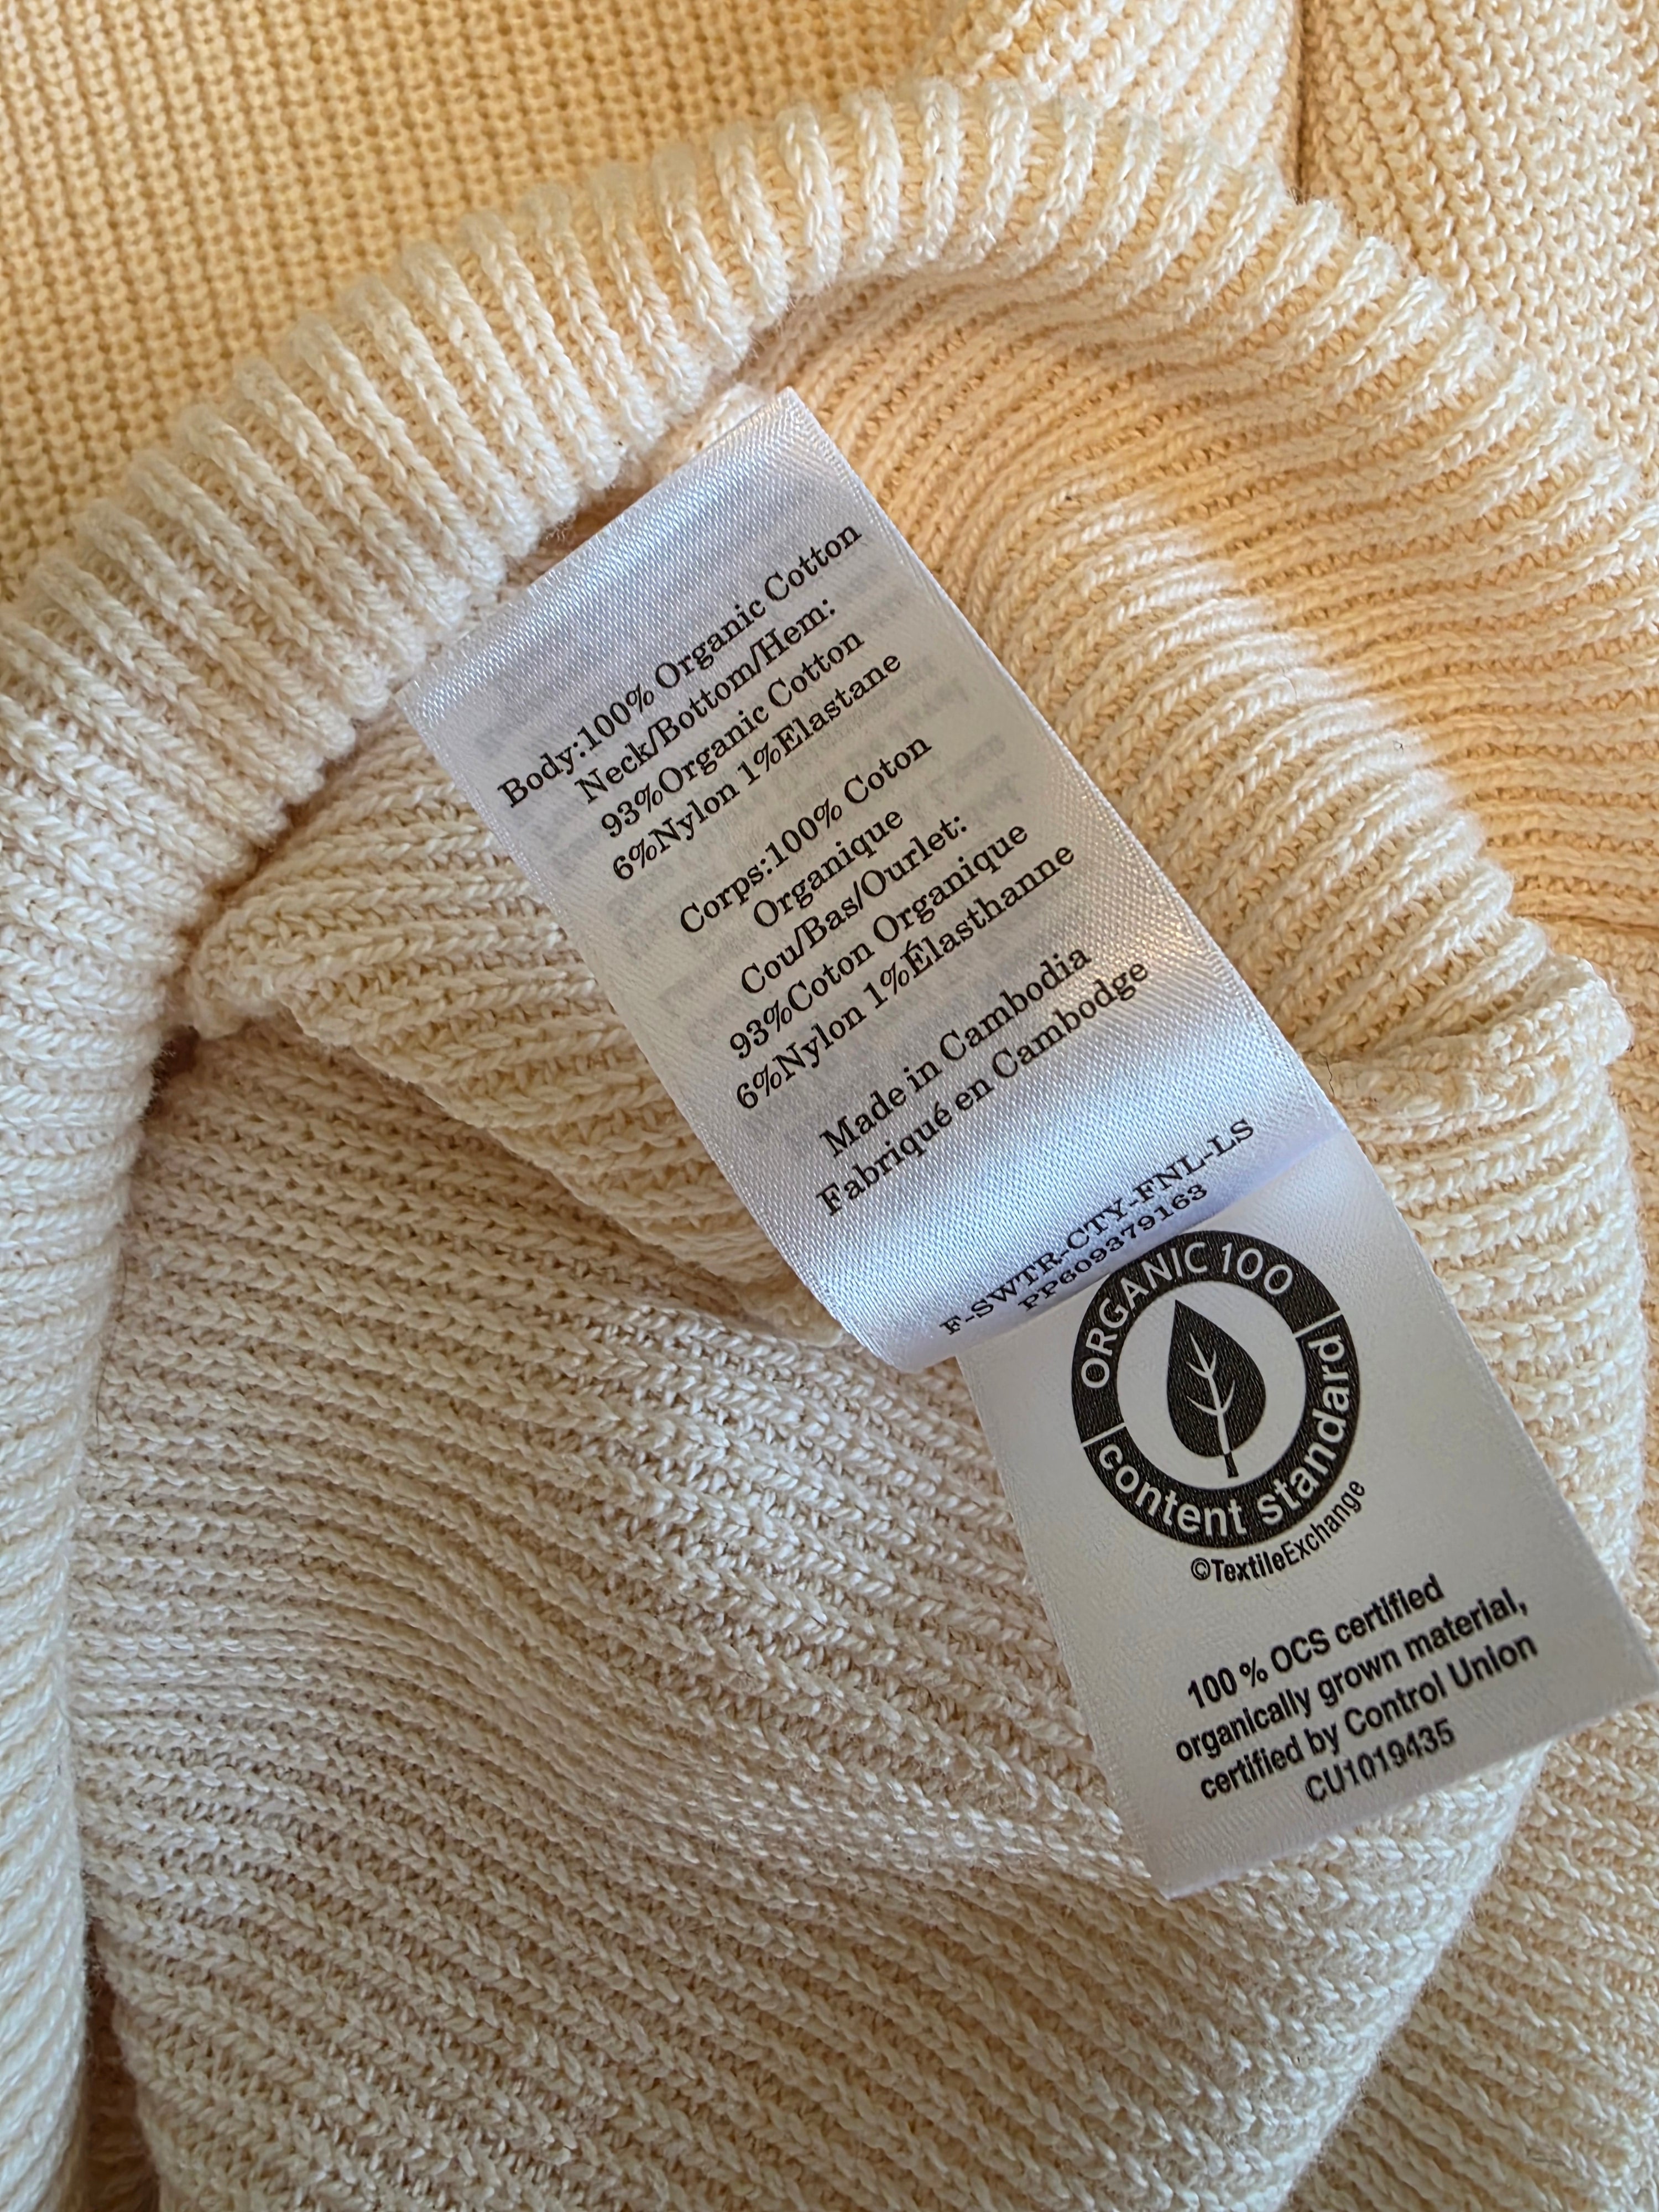 Body:100% Organic Cotton
Neck/Bottom/Hem:
93%Organic Cotton
6%Nylon 1%Elastane
Corps:100% Coton
Organique
Cou/Bas/Ourlet:
93%Coton Organique
6%Nylon 1%Élasthanne
Made in Cambodia
Fabriqué en Cambodge
F-SWTR-CTY-FNL-LS
PP609379163
ORGANIC 100
content standard
©TextileExchange
100 % OCS certified
organically grown material,
certified by Control Union
CU1019435